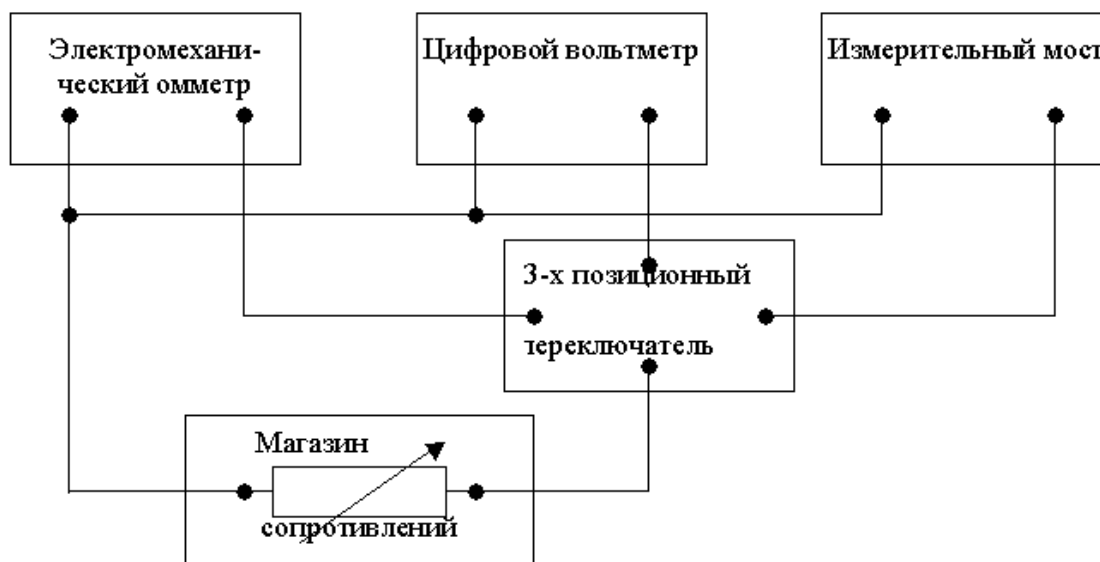 Электромехани-
ческий омметр
Цифровой вольтметр
Измерительный мост
3-х позиционный
переключатель
Магазин
сопротивлений